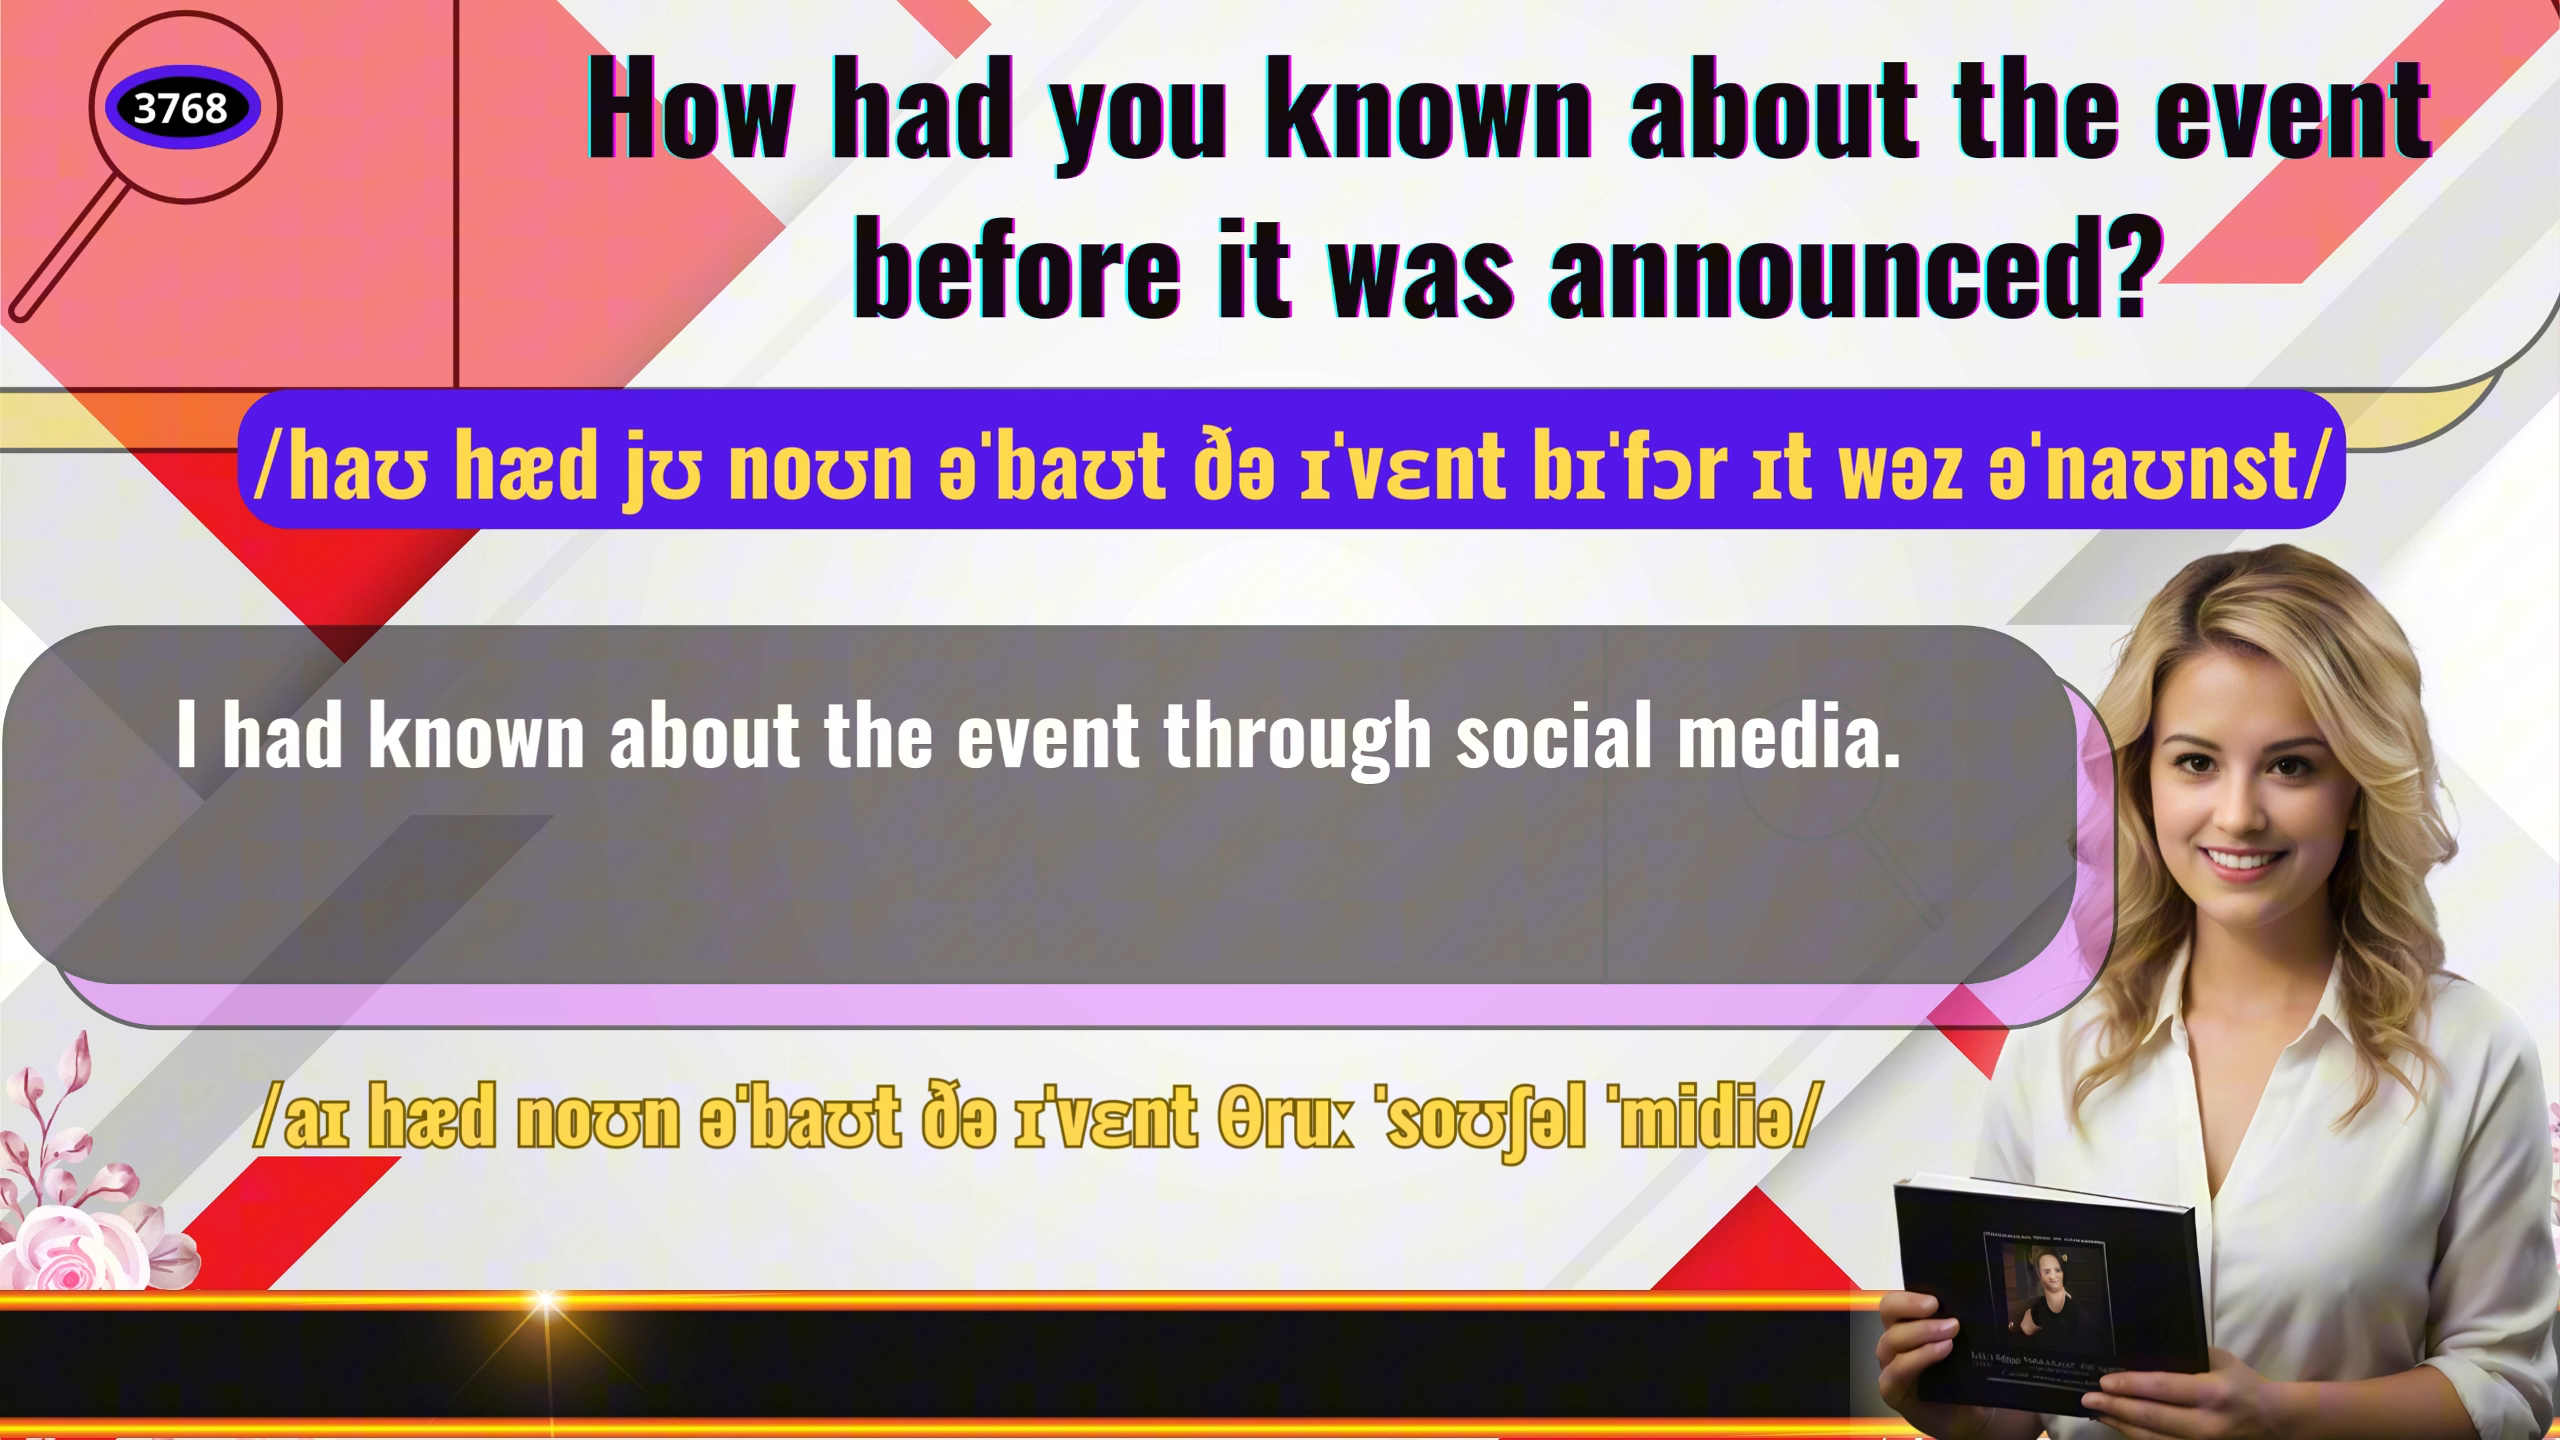 3768
How had you known about the event
before it was announced?
/haʊ hæd jʊ noʊn əˈbaʊt ðə ɪˈvɛnt bɪˈfɔr ɪt wəz əˈnaʊnst/
I had known about the event through social media.
/aɪ hæd noʊn əˈbaʊt ðə ɪˈvɛnt θruː ˈsoʊʃəl ˈmidiə/